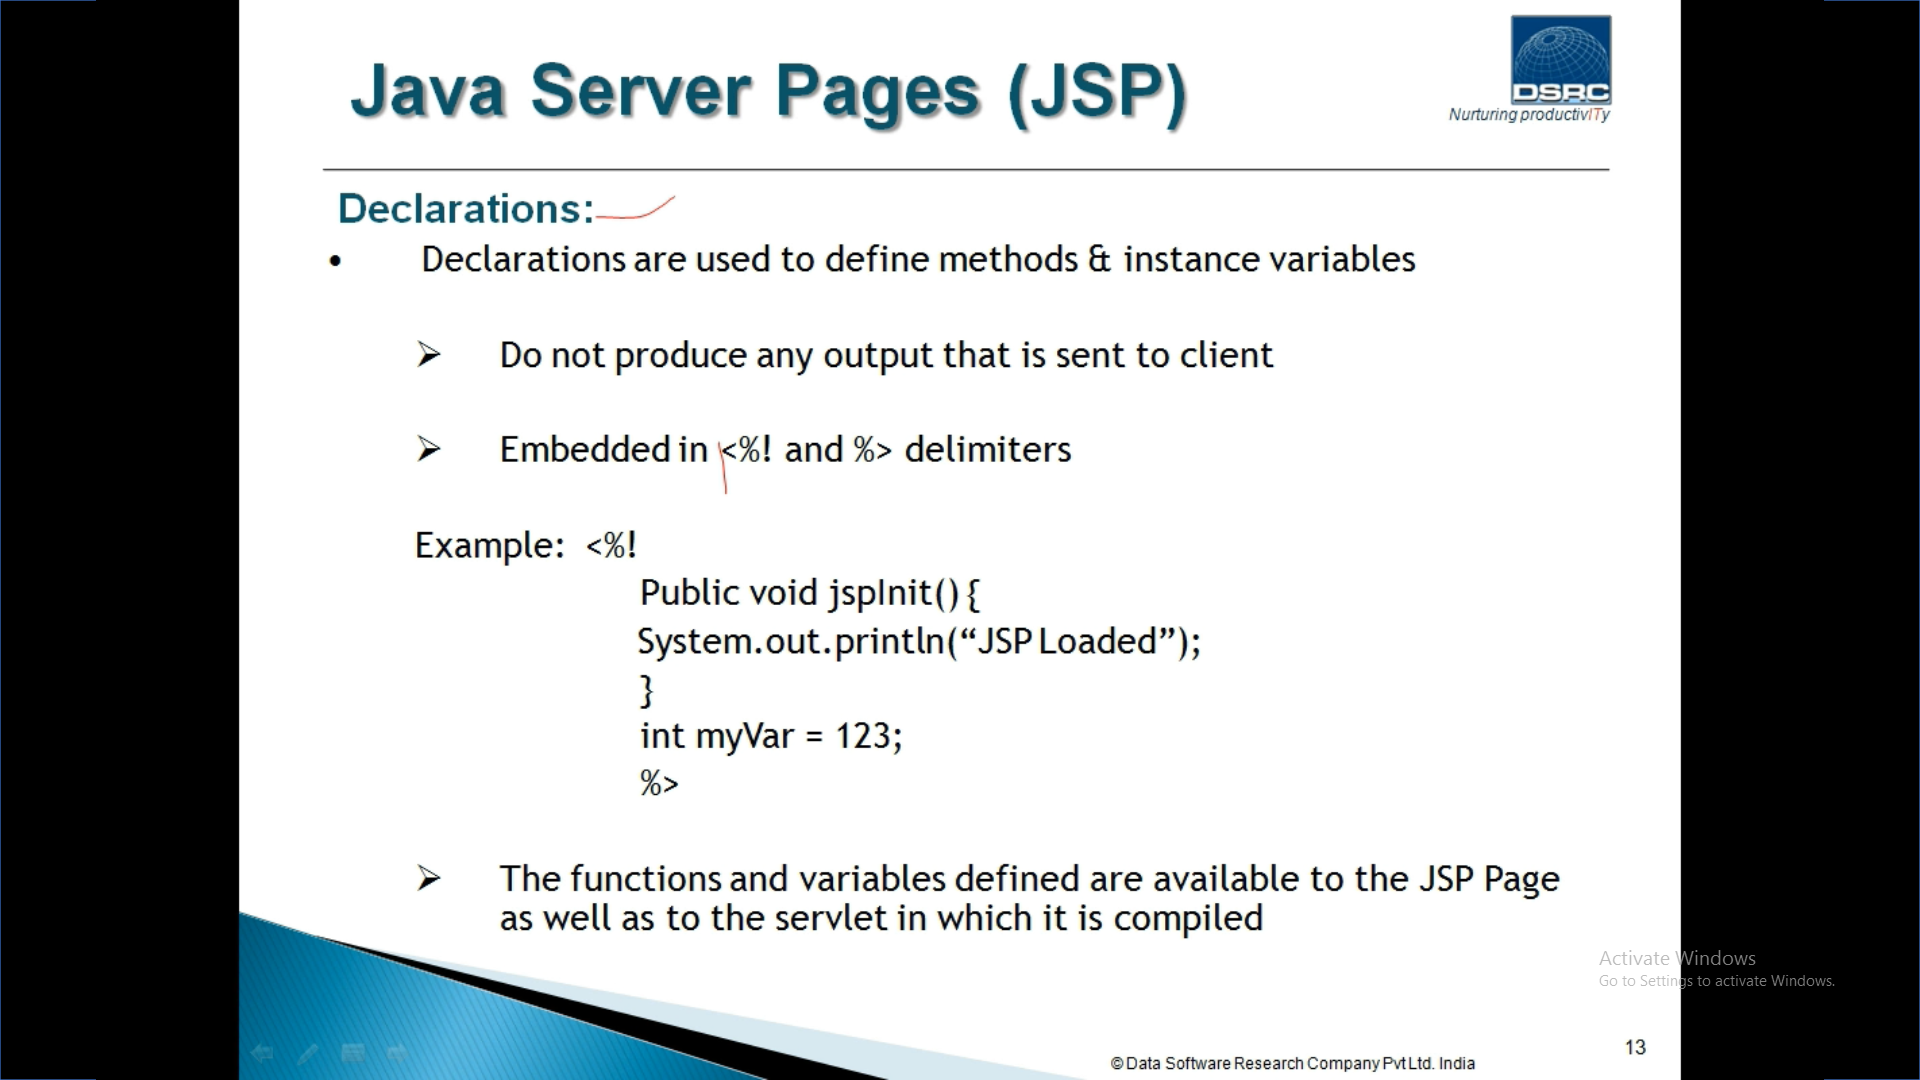 Java Server Pages (JSP)
DSRC
Nurturing productivITy
Declarations:
• Declarations are used to define methods & instance variables
➢ Do not produce any output that is sent to client
➢ Embedded in <%! and %> delimiters
Example: <%!
Public void jspInit() {
System.out.println(“JSP Loaded”);
}
int myVar = 123;
%>
➢ The functions and variables defined are available to the JSP Page
as well as to the servlet in which it is compiled
Activate Windows
Go to Settings to activate Windows.
13
© Data Software Research Company Pvt Ltd. India